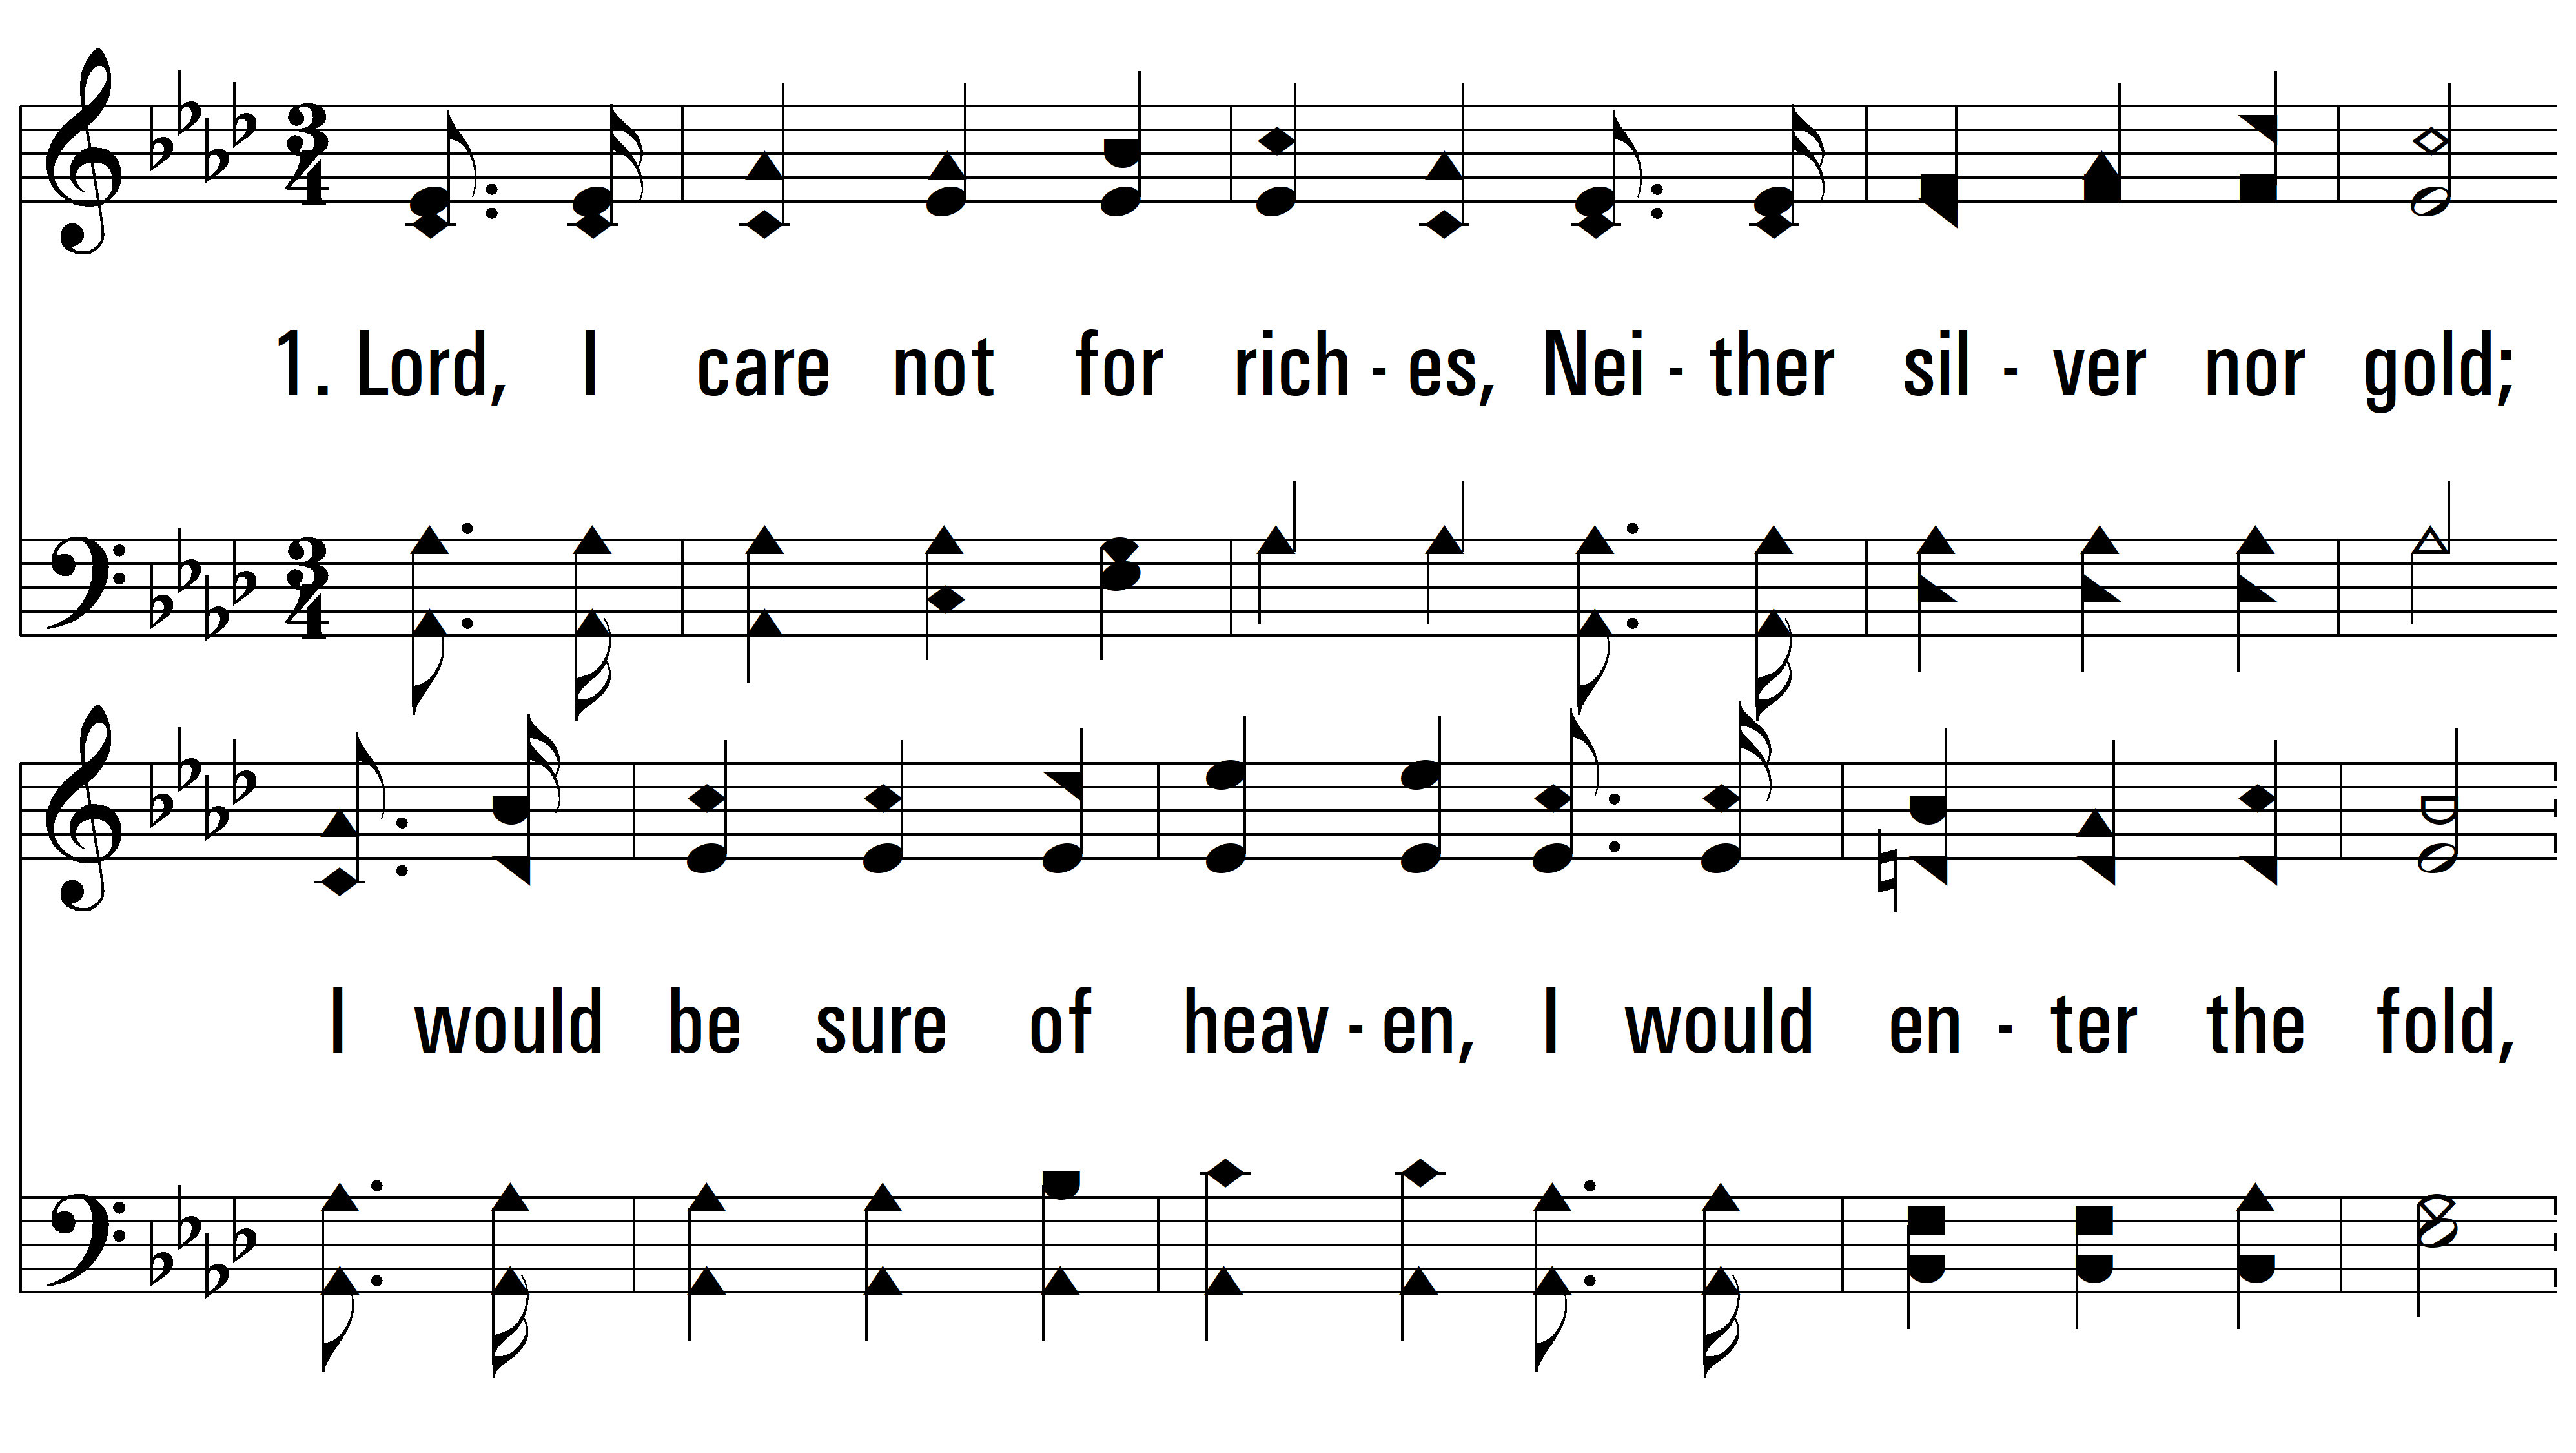 1. Lord, I care not for rich - es, Nei - ther sil - ver nor gold;
I would be sure of heav - en, I would en - ter the fold,